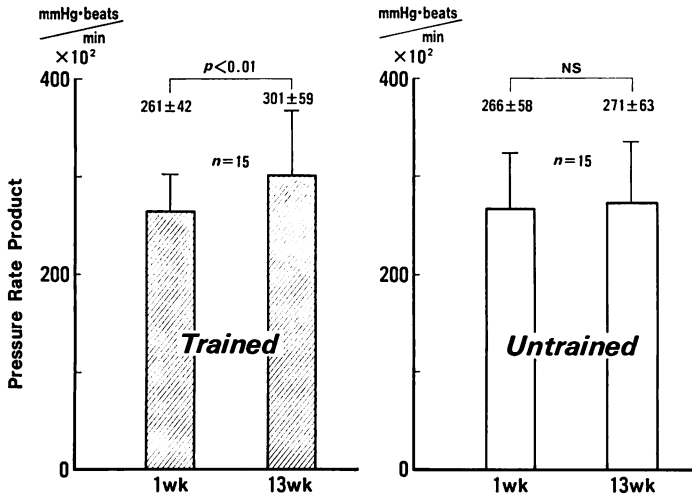 mmHg•beats
min
×10²
400
200
0
Pressure Rate Product
p<0.01
261±42
301±59
n=15
Trained
1wk
13wk
mmHg•beats
min
×10²
400
200
0
NS
266±58
271±63
n=15
Untrained
1wk
13wk